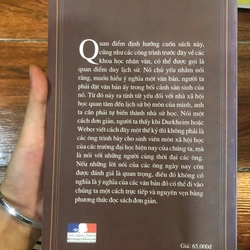 Quan điểm định hướng cuốn sách này,
cũng như các công trình trước đây về các
khoa học nhân văn, có thể được gọi là
quan điểm duy lịch sử. Nó chủ yếu nhằm nói
rằng, muốn hiểu ý nghĩa một văn bản, người ta
phải đặt văn bản ấy trong bối cảnh sản sinh của
nó. Từ đó này ra tính tất yếu đối với nhà xã hội
học quan tâm đến lịch sử bộ môn của mình, anh
ta cần phải tự biến thành nhà sử học. Nói một
cách đơn giản, người ta thấy khi Durkheim hoặc
Weber viết cách đây một thế kỷ thì không phải là
các ông trình bày cho sinh viên môn xã hội học
của các trường đại học hiện nay của chúng ta, mà
là nói với những người cùng thời đại các ông.
Nếu những lời nói của các ông ngày nay còn
được đánh giá là quan trọng, điều đó không có
nghĩa là ý nghĩa của các văn bản đó có thể đi vào
chúng ta một cách trực tiếp và nguyên vẹn bằng
phương thức đọc sách đơn giản.
Giá: 65.000đ